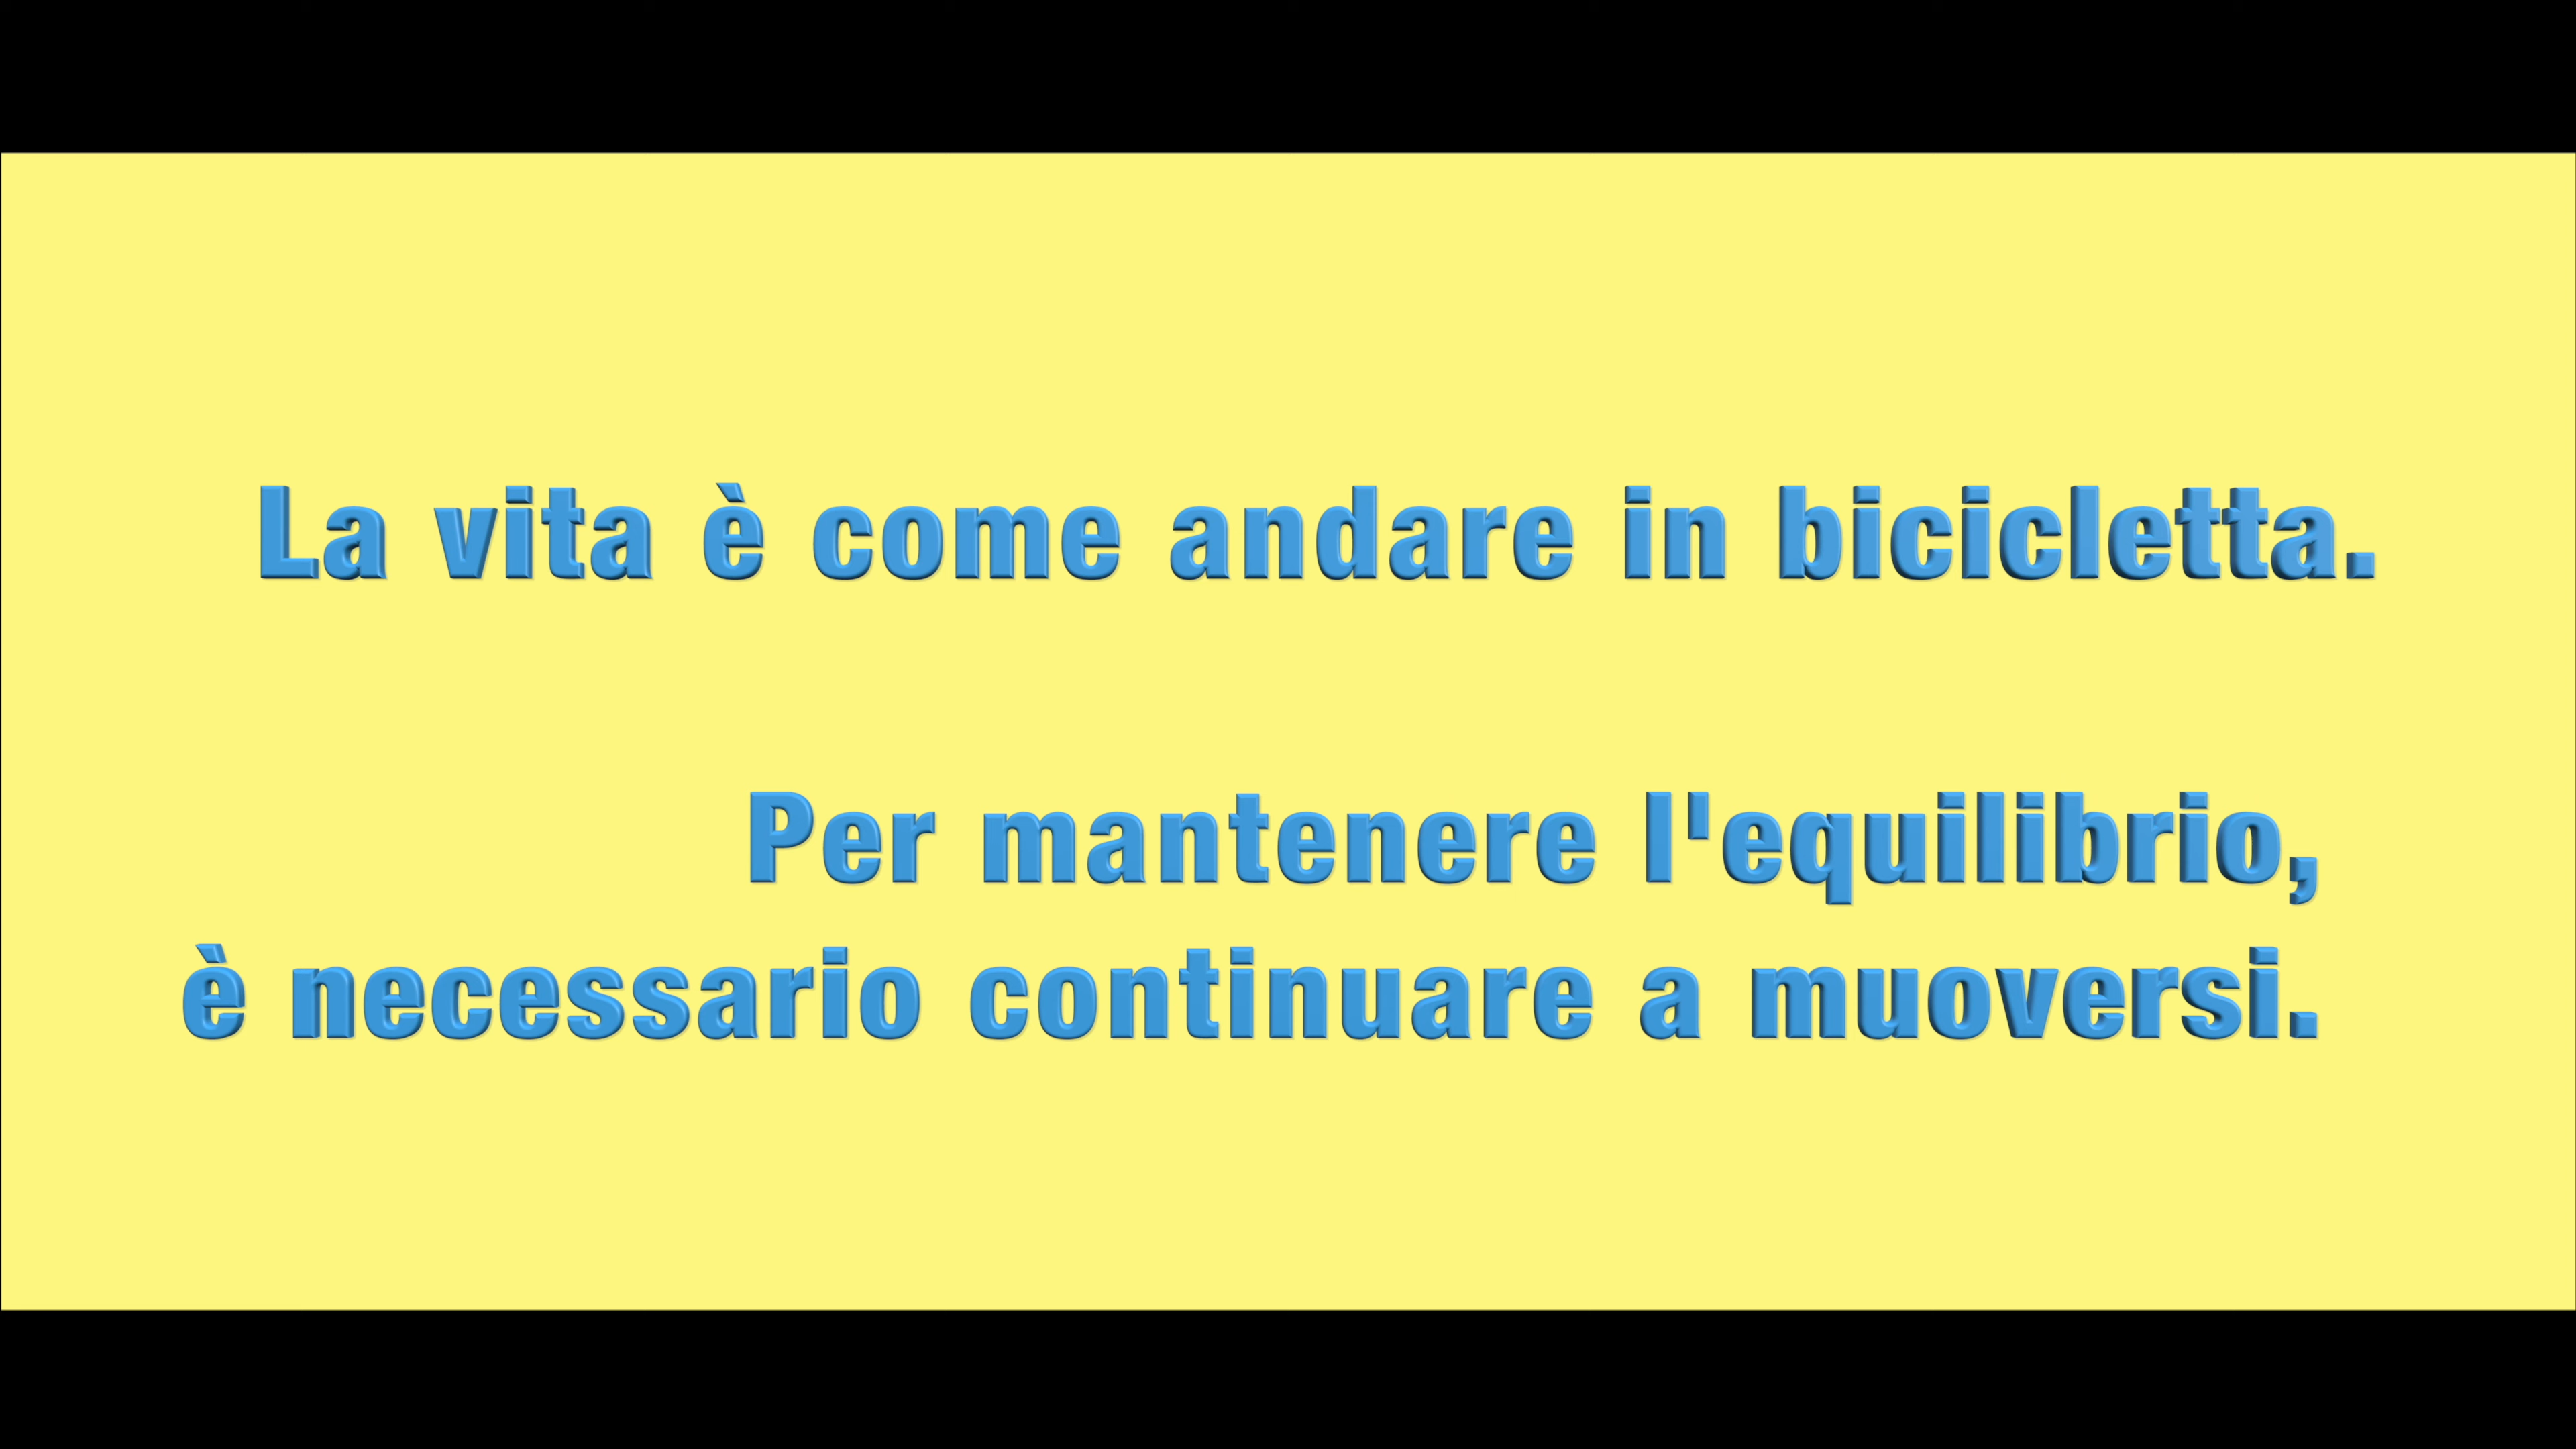 La vita è come andare in bicicletta.
Per mantenere l'equilibrio,
è necessario continuare a muoversi.